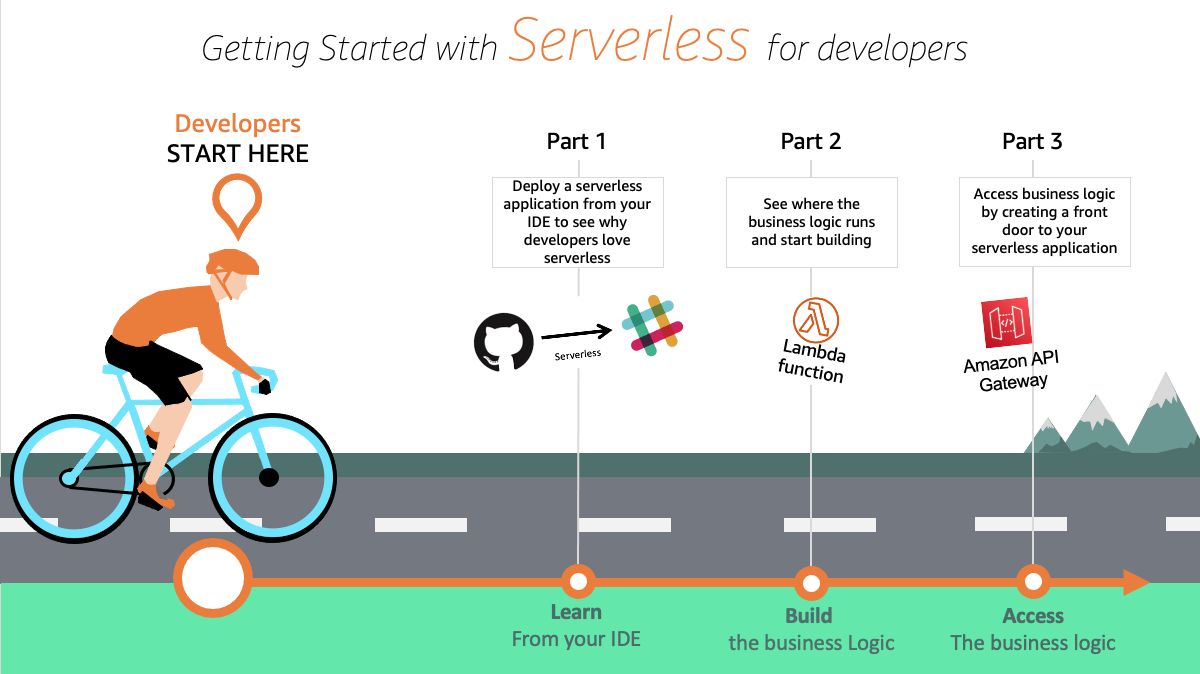 Getting Started with Serverless for developers
Developers
START HERE
Part 1
Deploy a serverless
application from your
IDE to see why
developers love
serverless
Serverless
Part 2
See where the
business logic runs
and start building
Lambda
function
Part 3
Access business logic
by creating a front
door to your
serverless application
</>
Amazon API
Gateway
Learn
From your IDE
Build
the business Logic
Access
The business logic